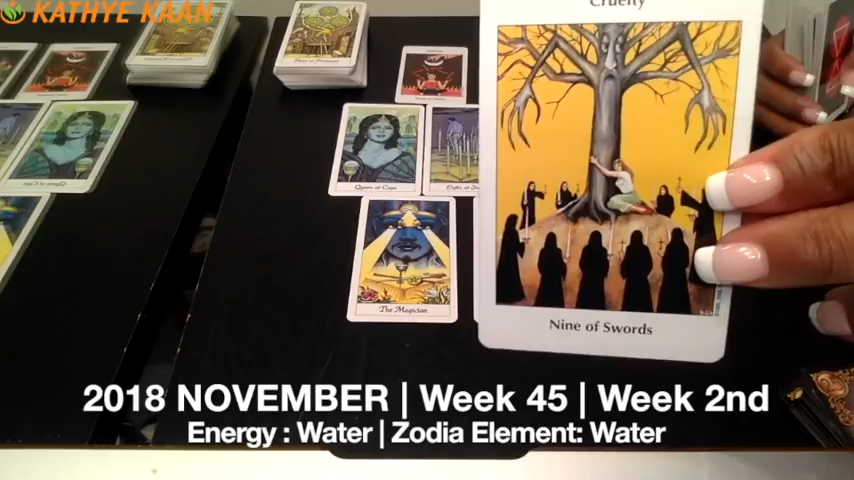 KATHYE KAAN
Cruelty
Queen of Cups
The Magician
Nine of Swords
2018 NOVEMBER | Week 45 | Week 2nd
Energy : Water | Zodia Element: Water